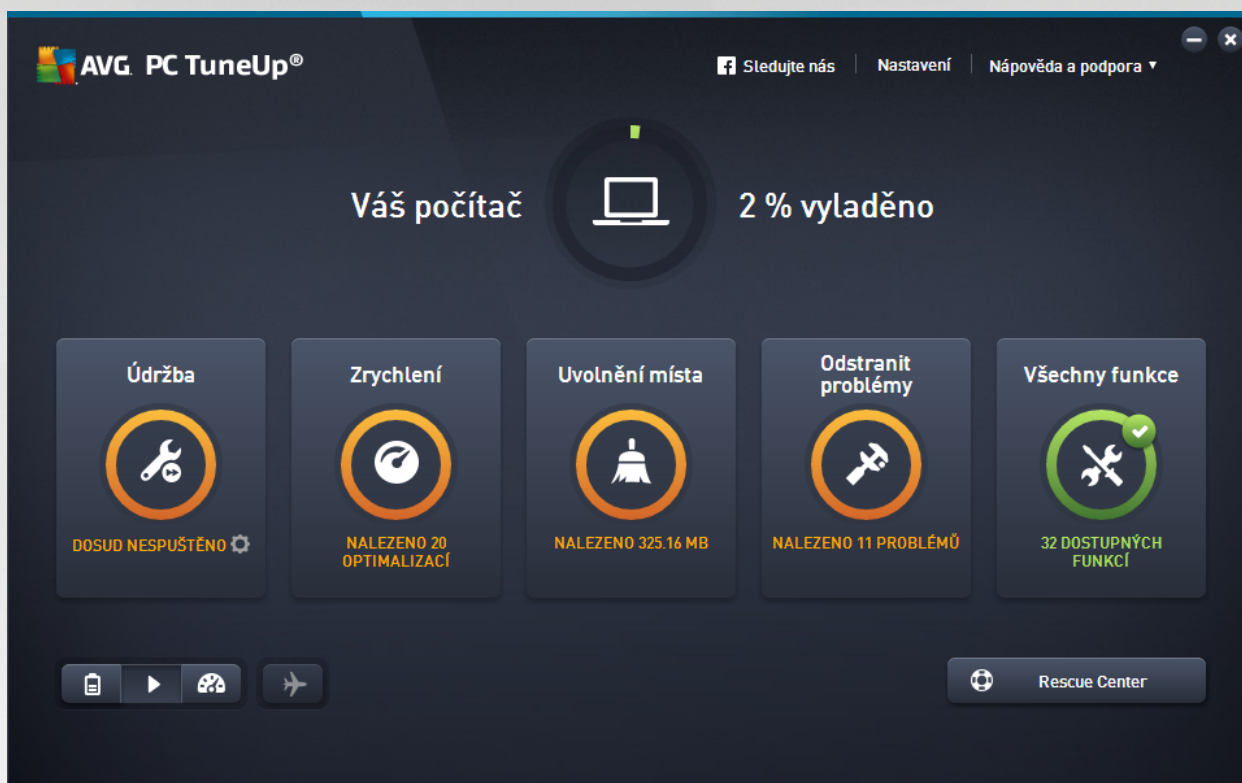 AVG. PC TuneUp®
Sledujte nás
Nastavení
Nápověda a podpora
Váš počítač
2 % vyladěno
Údržba
DOSUD NESPUŠTĚNO
Zrychlení
NALEZENO 20
OPTIMALIZACÍ
Uvolnění místa
NALEZENO 325.16 MB
Odstranit
problémy
NALEZENO 11 PROBLÉMŮ
Všechny funkce
32 DOSTUPNÝCH
FUNKCÍ
Rescue Center